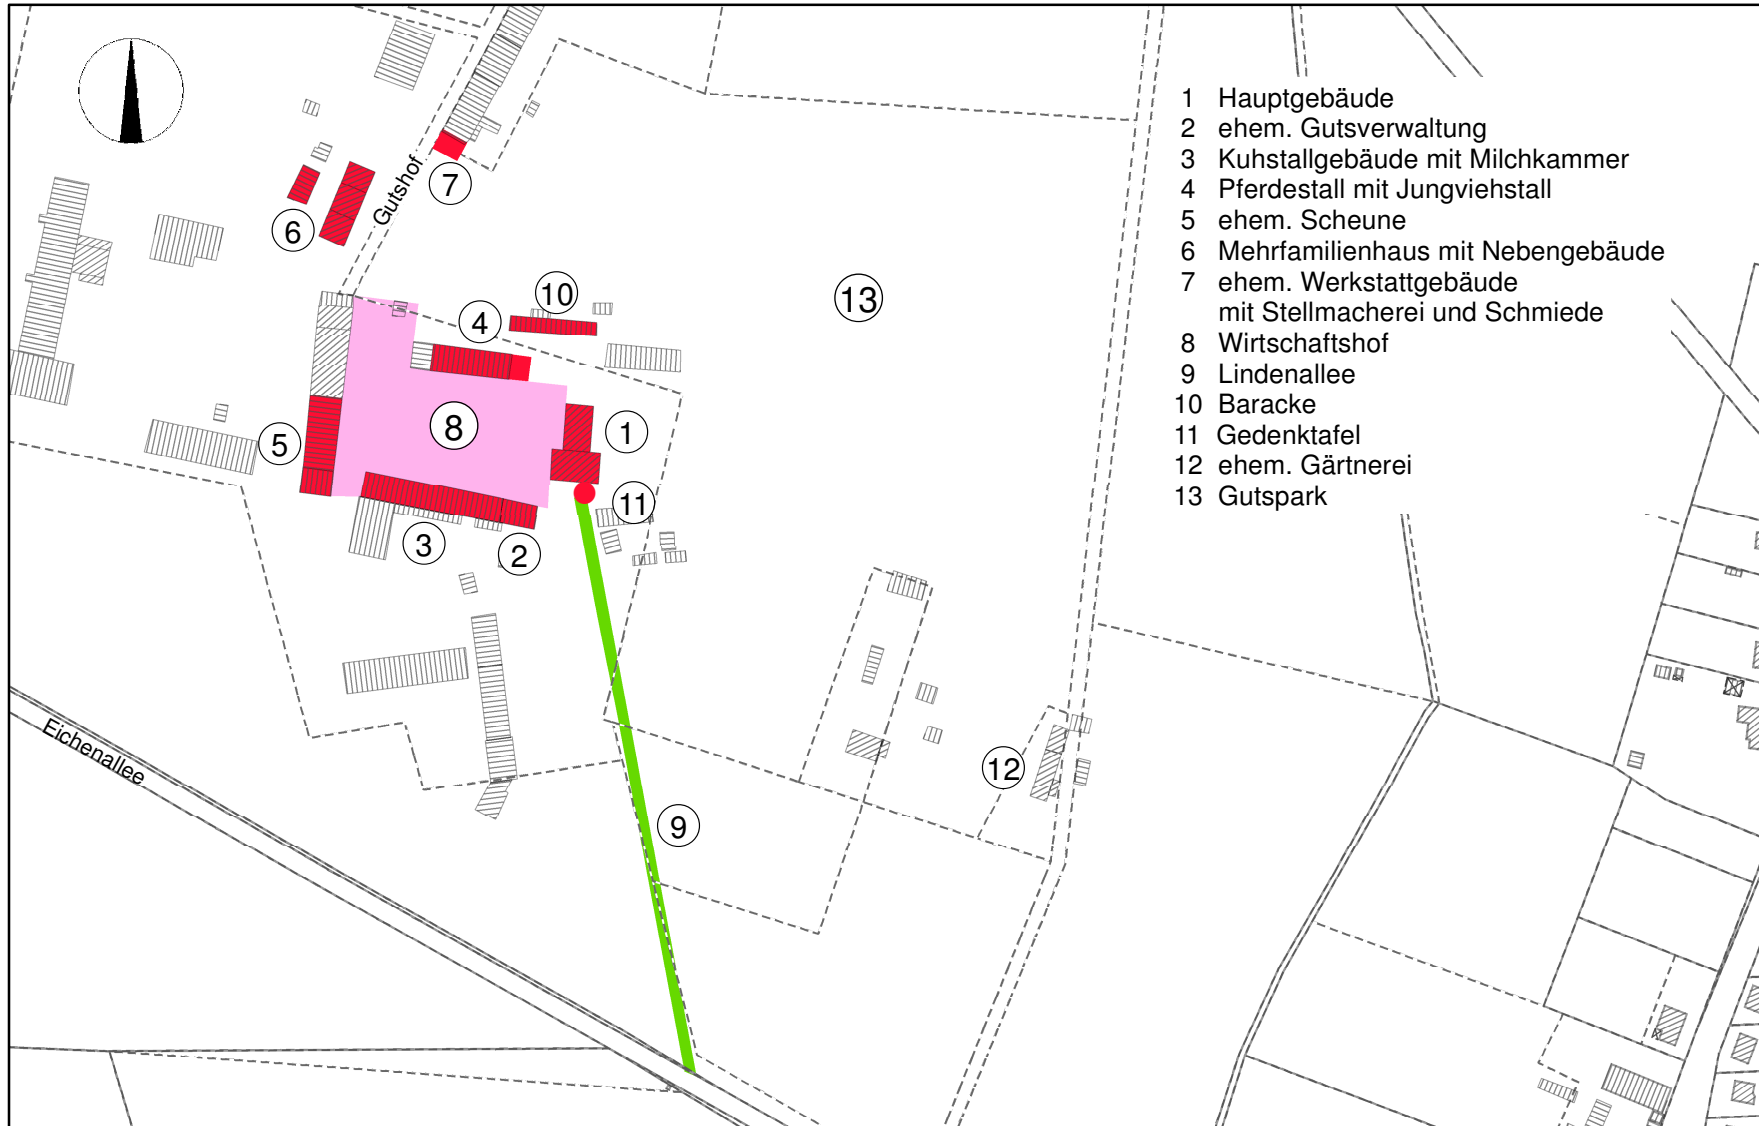 1 Hauptgebäude
2 ehem. Gutsverwaltung
3 Kuhstallgebäude mit Milchkammer
4 Pferdestall mit Jungviehstall
5 ehem. Scheune
6 Mehrfamilienhaus mit Nebengebäude
7 ehem. Werkstattgebäude
mit Stellmacherei und Schmiede
8 Wirtschaftshof
9 Lindenallee
10 Baracke
11 Gedenktafel
12 ehem. Gärtnerei
13 Gutspark
Gutshof
7
6
10
13
4
8
1
5
11
3
2
Eichenallee
12
9